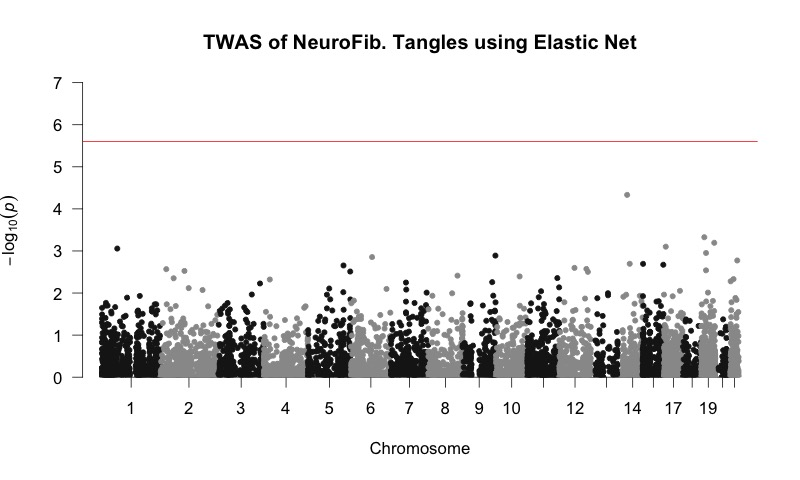 TWAS of NeuroFib. Tangles using Elastic Net
7
6
5
4
3
2
1
0
−log10(p)
1 2 3 4 5 6 7 8 9 10 12 14 17 19
Chromosome